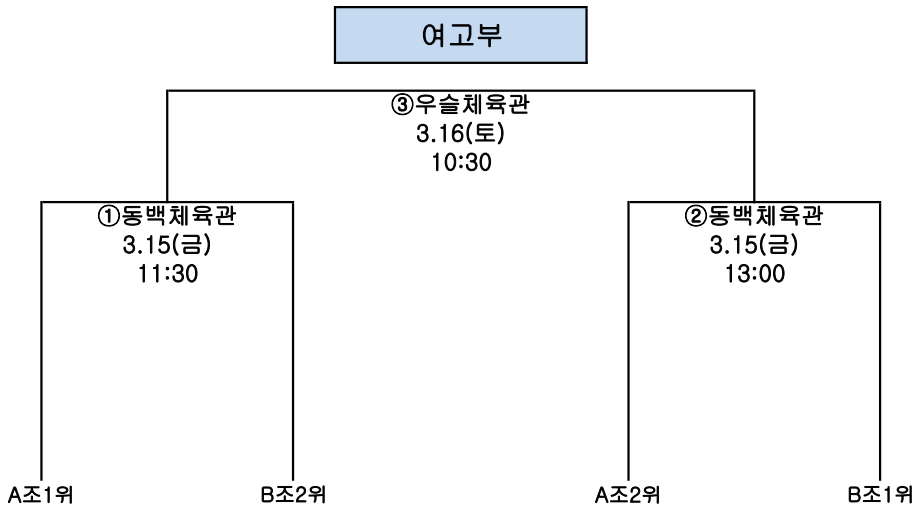 여고부
③우슬체육관
3.16(토)
10:30
①동백체육관
3.15(금)
11:30
②동백체육관
3.15(금)
13:00
A조1위
B조2위
A조2위
B조1위